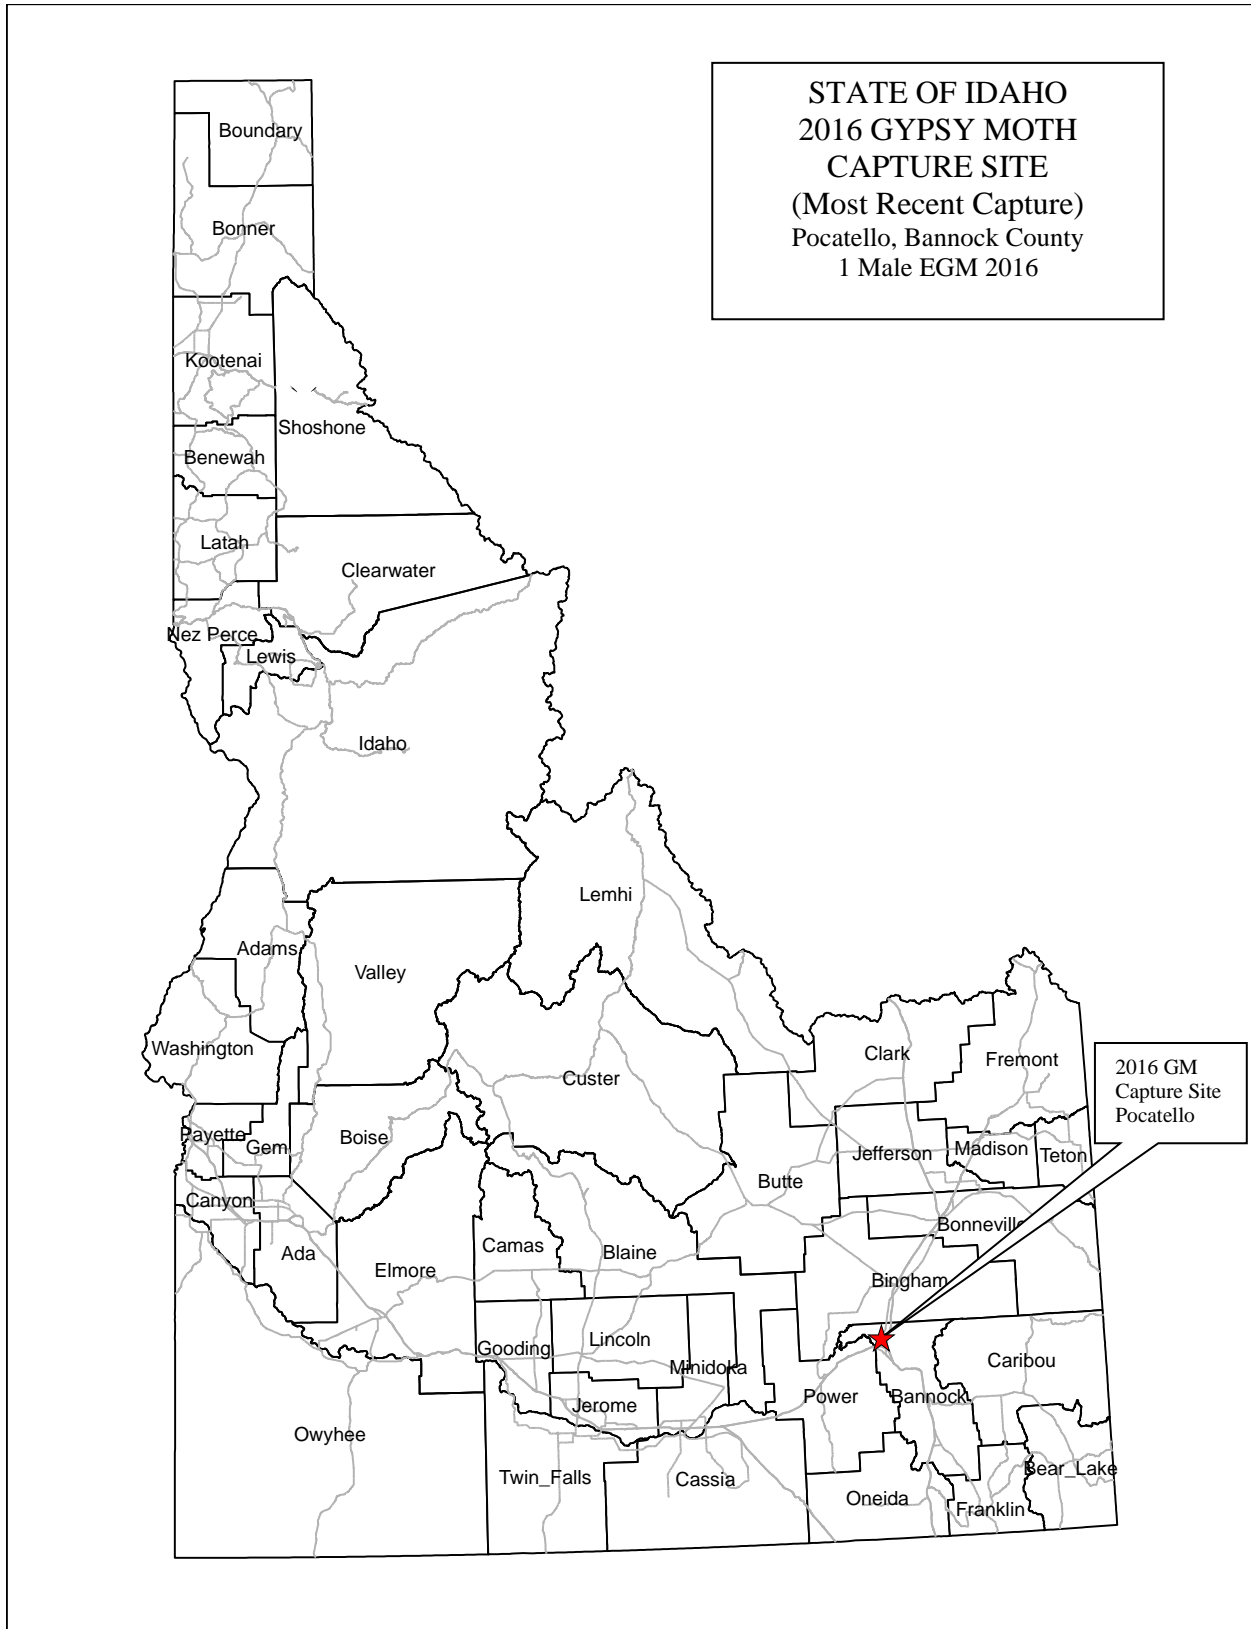 STATE OF IDAHO
2016 GYPSY MOTH
CAPTURE SITE
(Most Recent Capture)
Pocatello, Bannock County
1 Male EGM 2016
Boundary
Bonner
Kootenai
Shoshone
Benewah
Latah
Clearwater
Nez Perce
Lewis
Idaho
Lemhi
Adams
Valley
Washington
Custer
Clark
Fremont
2016 GM
Capture Site
Pocatello
Payette
Gem
Boise
Butte
Jefferson
Madison
Teton
Canyon
Ada
Elmore
Camas
Blaine
Bonneville
Bingham
Gooding
Lincoln
Minidoka
Jerome
Power
Bannock
Caribou
Owyhee
Twin_Falls
Cassia
Oneida
Franklin
Bear_Lake